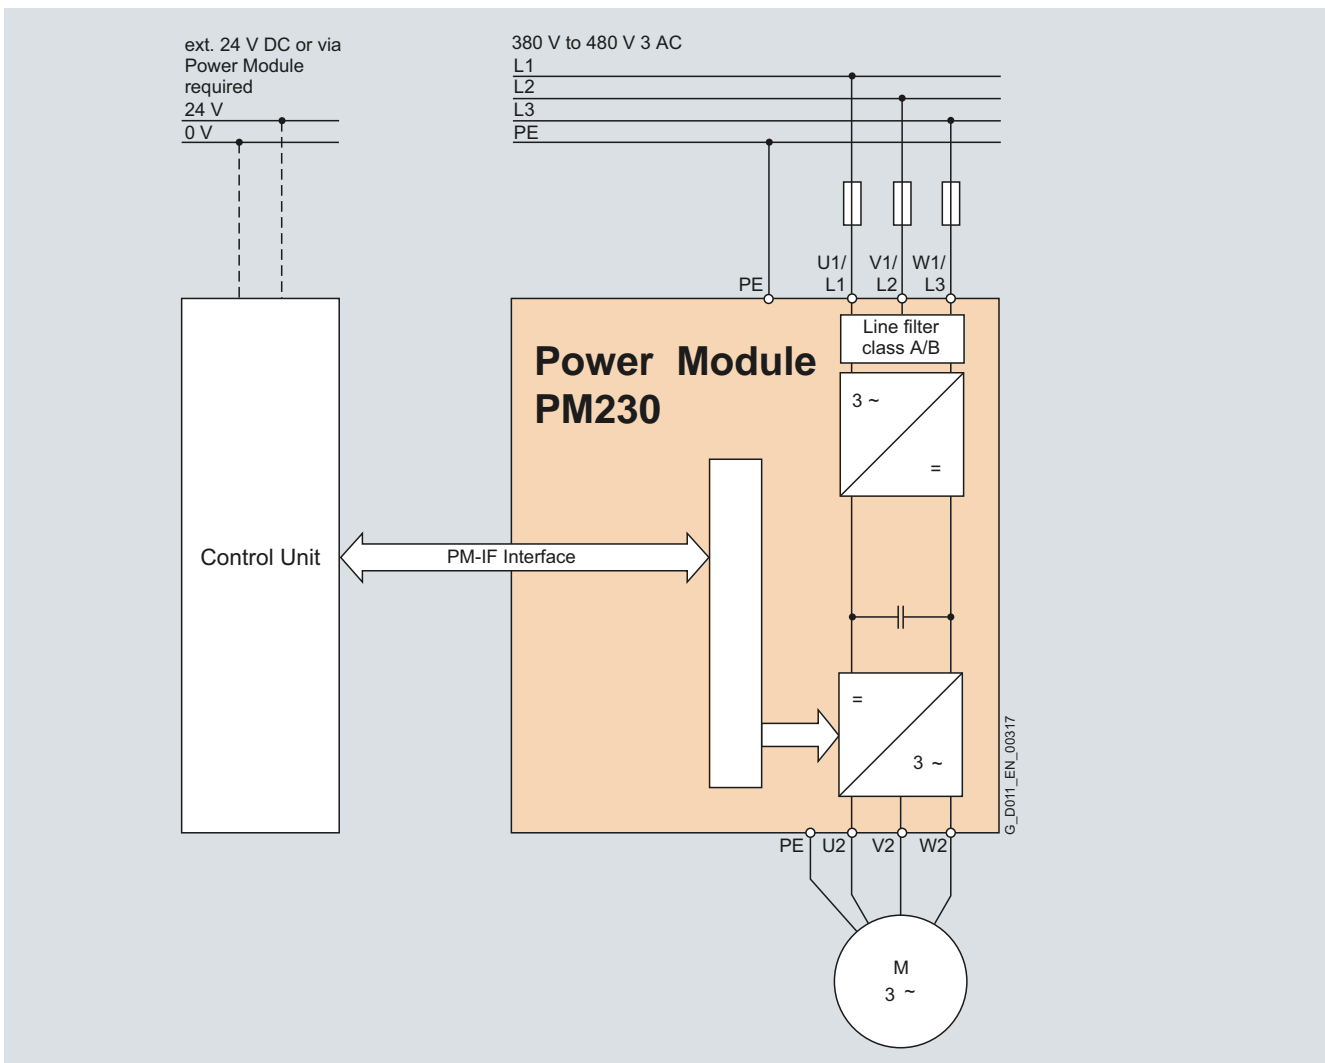 ext. 24 V DC or via
Power Module
required
24 V
0 V
380 V to 480 V 3 AC
L1
L2
L3
PE
PE
U1/
L1
V1/
L2
W1/
L3
Line filter
class A/B
Power Module
PM230
3 ~
=
Control Unit
PM-IF Interface
=
3 ~
G_D011_EN_00317
PE
U2
V2
W2
M
3 ~